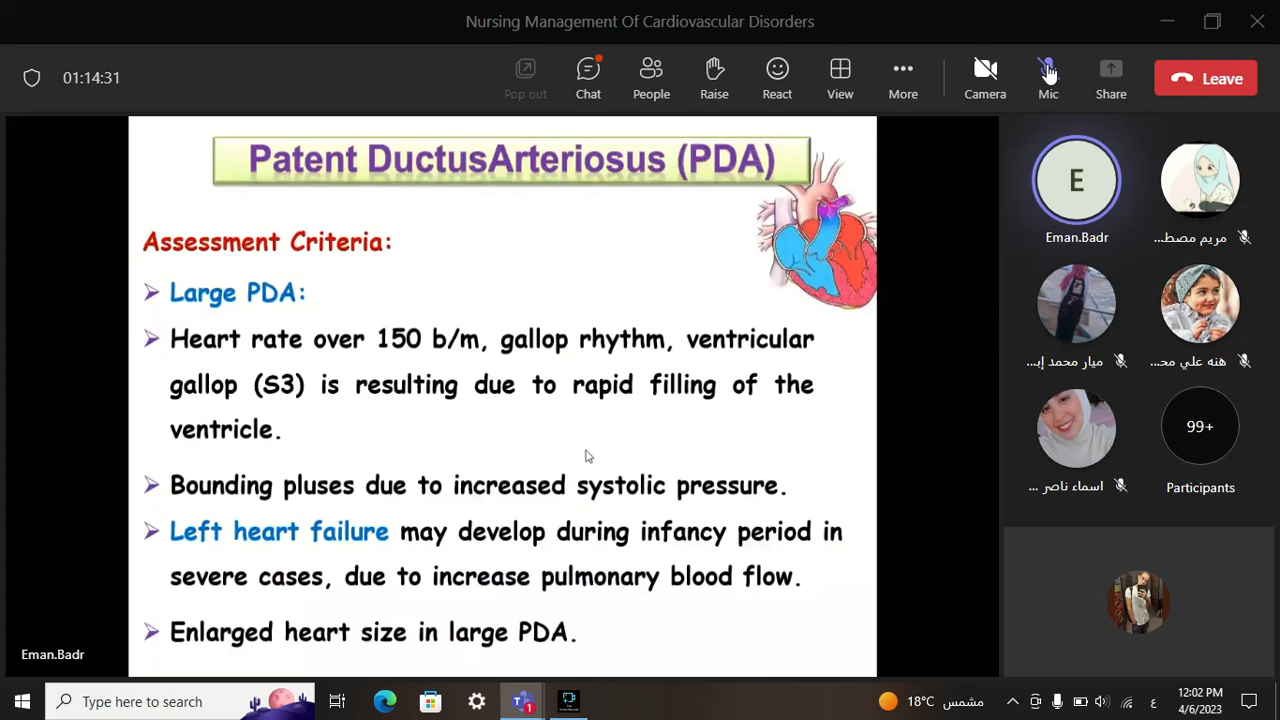 Nursing Management Of Cardiovascular Disorders
01:14:31
Pop out
Chat
People
Raise
React
View
More
Camera
Mic
Share
Leave
Patent DuctusArteriosus (PDA)
Assessment Criteria:
Large PDA:
Heart rate over 150 b/m, gallop rhythm, ventricular
gallop (S3) is resulting due to rapid filling of the
ventricle.
Bounding pluses due to increased systolic pressure.
Left heart failure may develop during infancy period in
severe cases, due to increase pulmonary blood flow.
Enlarged heart size in large PDA.
Eman.Badr
E
Eman.Badr
مريم مصط...
ميار محمد إب...
هنه علي مح...
اسماء ناصر ...
99+
Participants
Type here to search
1
18°C مشمس
ع
12:02 PM
4/6/2023